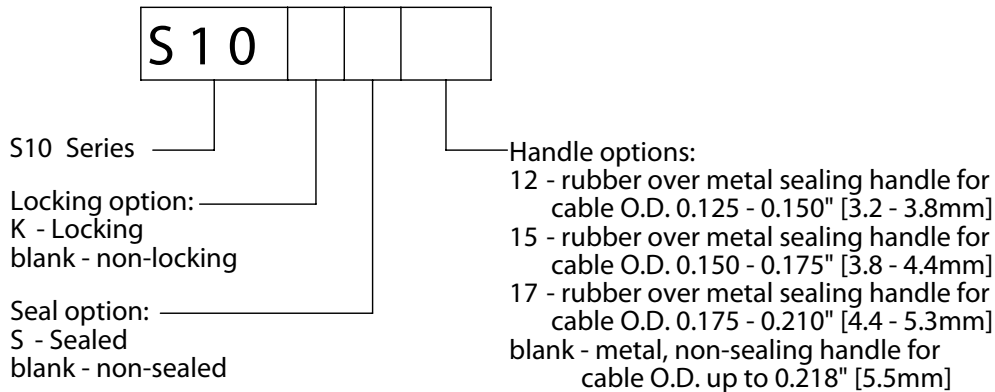 S 1 0
S10 Series
Locking option:
K - Locking
blank - non-locking
Seal option:
S - Sealed
blank - non-sealed
Handle options:
12 - rubber over metal sealing handle for
cable O.D. 0.125 - 0.150" [3.2 - 3.8mm]
15 - rubber over metal sealing handle for
cable O.D. 0.150 - 0.175" [3.8 - 4.4mm]
17 - rubber over metal sealing handle for
cable O.D. 0.175 - 0.210" [4.4 - 5.3mm]
blank - metal, non-sealing handle for
cable O.D. up to 0.218" [5.5mm]